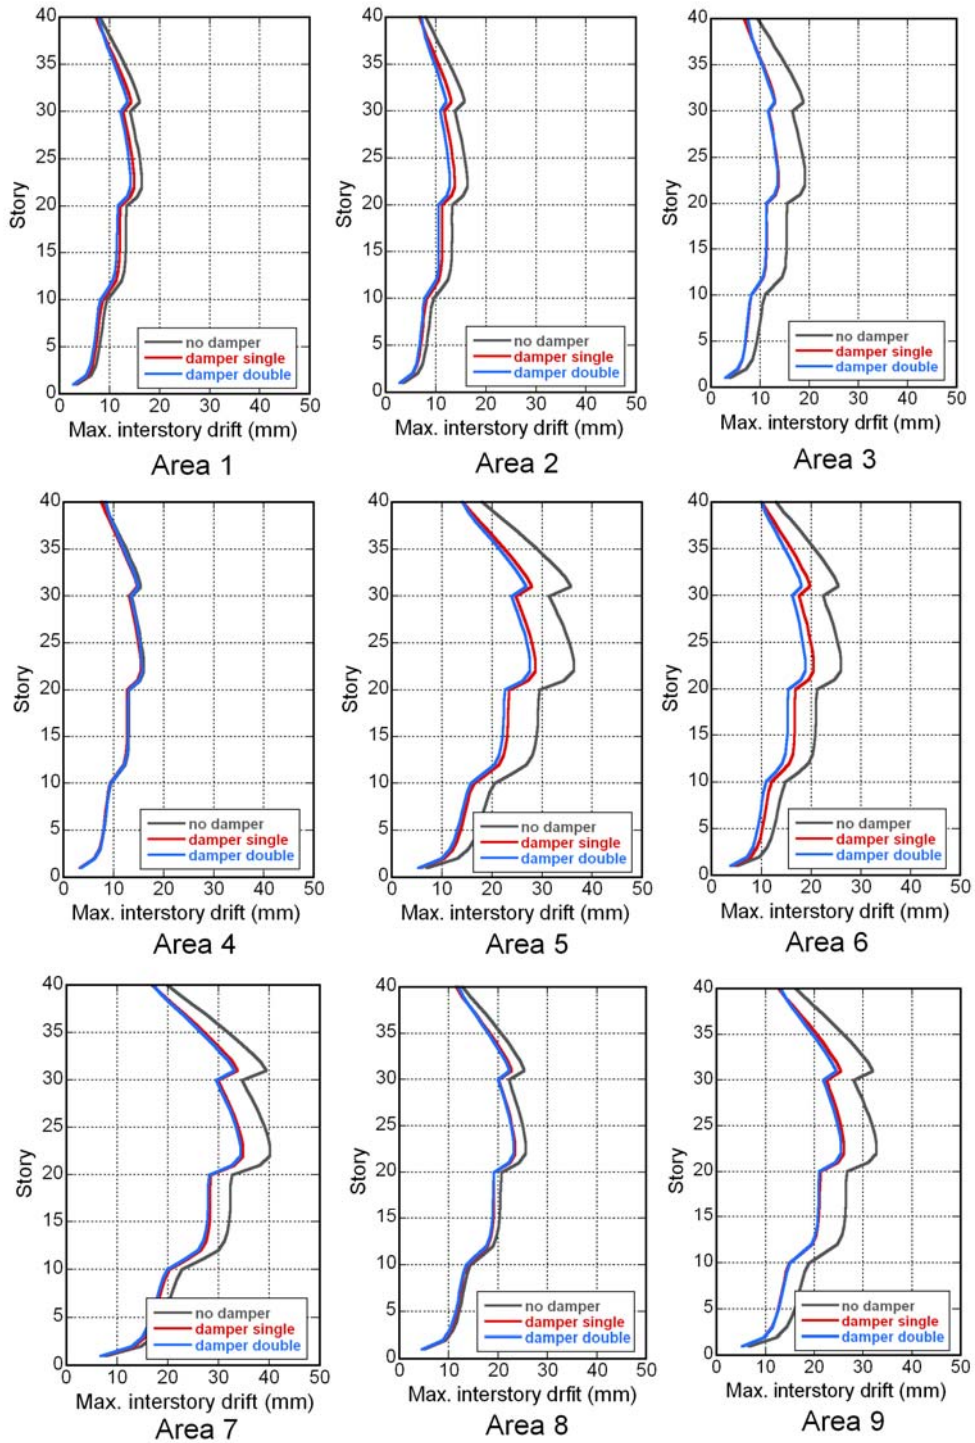 40
35
30
25
20
15
10
5
0
Story
no damper
damper single
damper double
0 10 20 30 40 50
Max. interstory drift (mm)
Area 1
40
35
30
25
20
15
10
5
0
Story
no damper
damper single
damper double
0 10 20 30 40 50
Max. interstory drift (mm)
Area 2
40
35
30
25
20
15
10
5
0
Story
no damper
damper single
damper double
0 10 20 30 40 50
Max. interstory drfit (mm)
Area 3
40
35
30
25
20
15
10
5
0
Story
no damper
damper single
damper double
0 10 20 30 40 50
Max. interstory drift (mm)
Area 4
40
35
30
25
20
15
10
5
0
Story
no damper
damper single
damper double
0 10 20 30 40 50
Max. interstory drift (mm)
Area 5
40
35
30
25
20
15
10
5
0
Story
no damper
damper single
damper double
0 10 20 30 40 50
Max. interstory drift (mm)
Area 6
40
35
30
25
20
15
10
5
0
Story
no damper
damper single
damper double
0 10 20 30 40 50
Max. interstory drift (mm)
Area 7
40
35
30
25
20
15
10
5
0
Story
no damper
damper single
damper double
0 10 20 30 40 50
Max. interstory drfit (mm)
Area 8
40
35
30
25
20
15
10
5
0
Story
no damper
damper single
damper double
0 10 20 30 40 50
Max. interstory drift (mm)
Area 9